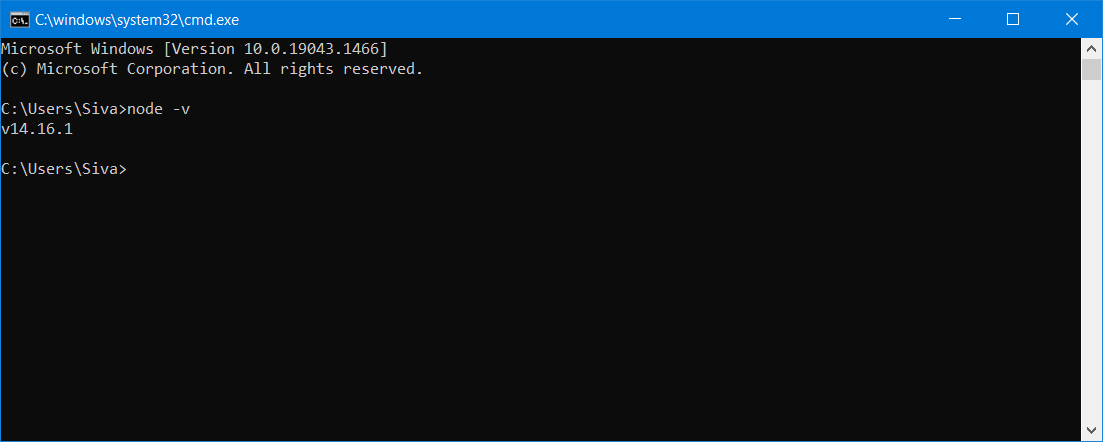 C:\windows\system32\cmd.exe
Microsoft Windows [Version 10.0.19043.1466]
(c) Microsoft Corporation. All rights reserved.
C:\Users\Siva>node -v
v14.16.1
C:\Users\Siva>